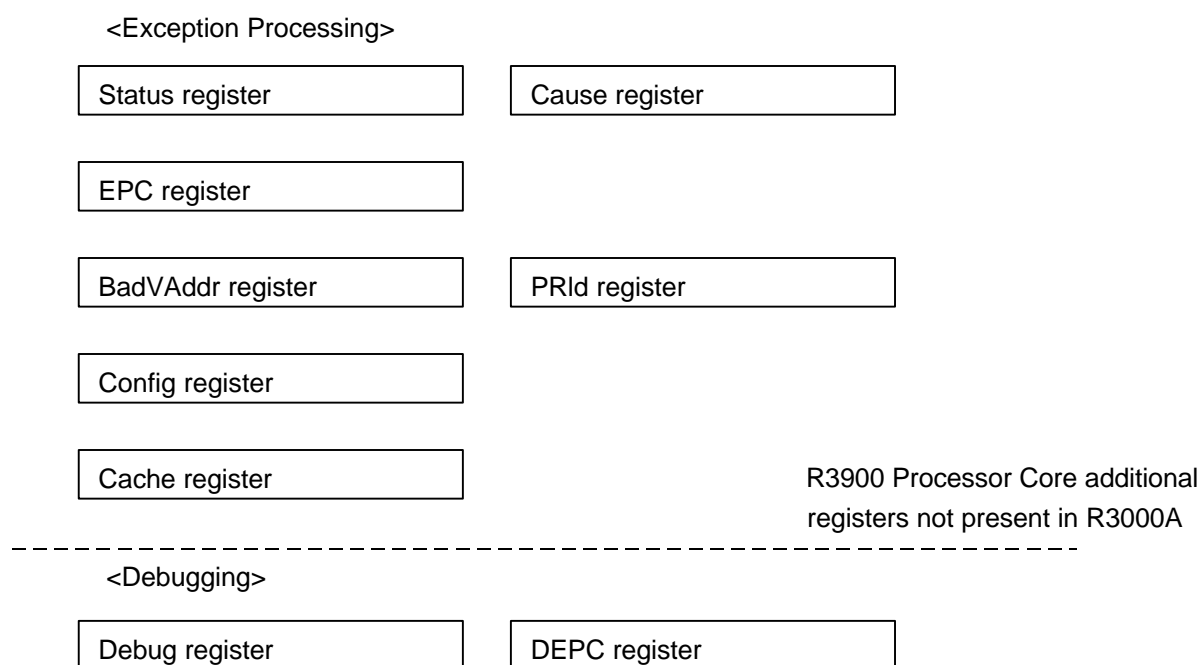 <Exception Processing>
Status register Cause register
EPC register
BadVAddr register PRId register
Config register
Cache register R3900 Processor Core additional
registers not present in R3000A
<Debugging>
Debug register DEPC register